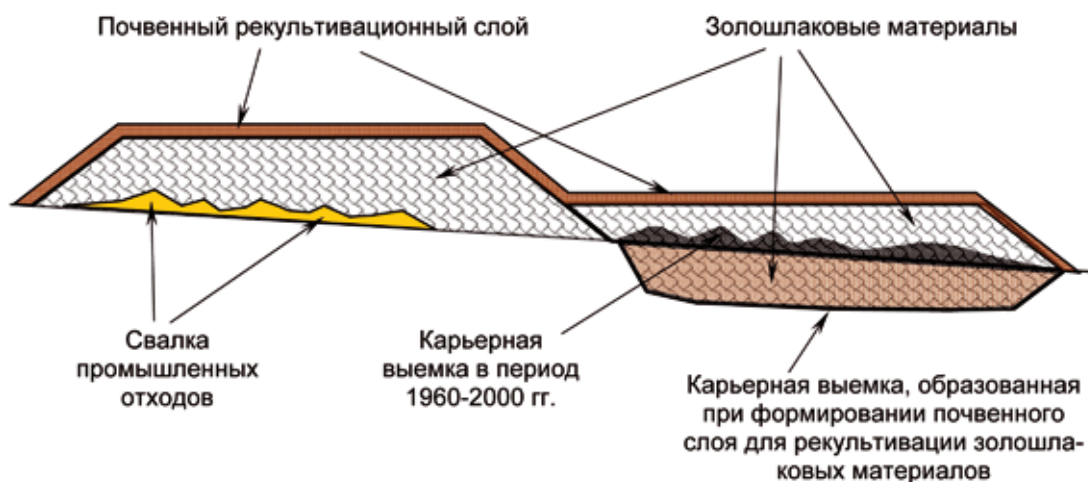 Почвенный рекультивационный слой
Золошлаковые материалы
Свалка
промышленных
отходов
Карьерная
выемка в период
1960-2000 гг.
Карьерная выемка, образованная
при формировании почвенного
слоя для рекультивации золошла-
ковых материалов